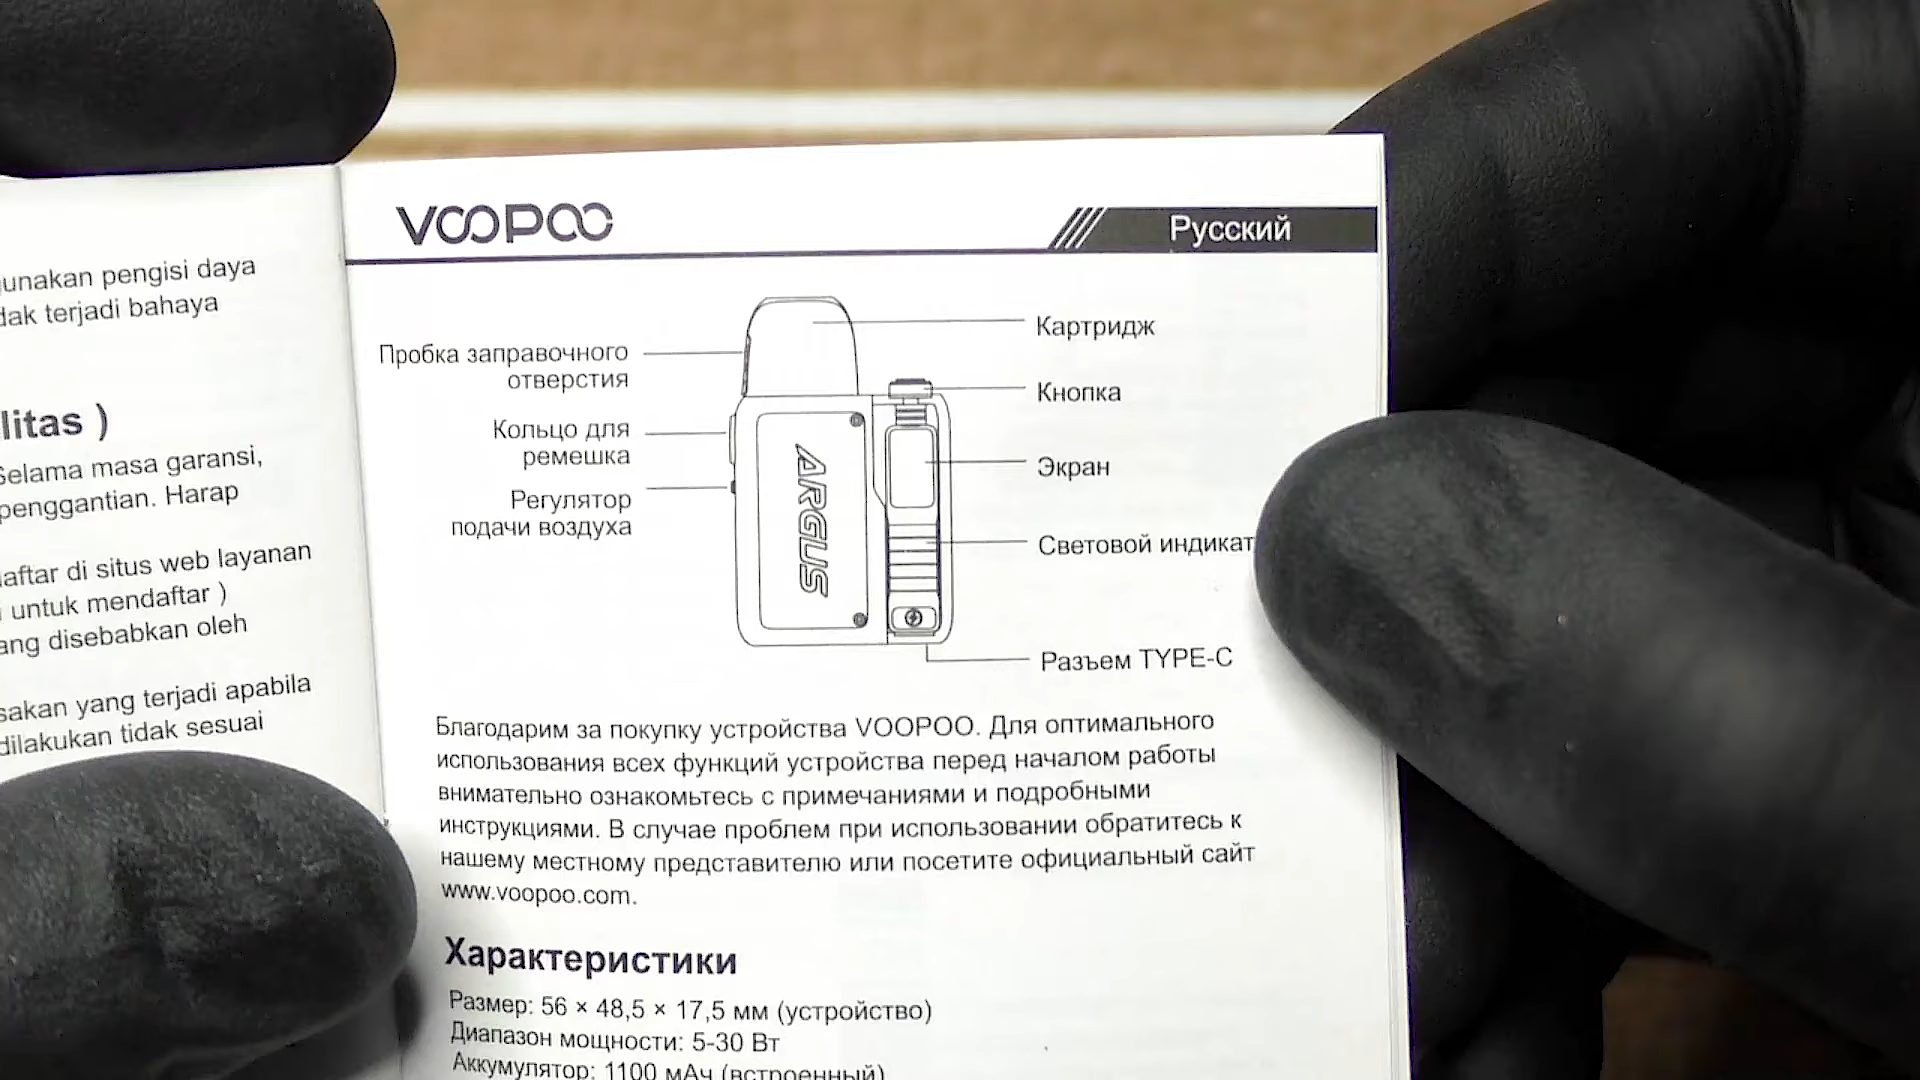 gunakan pengisi daya
dak terjadi bahaya
litas )
Selama masa garansi,
penggantian. Harap
aftar di situs web layanan
untuk mendaftar )
ang disebabkan oleh
sakan yang terjadi apabila
dilakukan tidak sesuai
VOOPOO
Русский
Пробка заправочного
отверстия
Кольцо для
ремешка
Регулятор
подачи воздуха
ARGUS
Картридж
Кнопка
Экран
Световой индикат
Разъем TYPE-C
Благодарим за покупку устройства VOOPOO. Для оптимального
использования всех функций устройства перед началом работы
внимательно ознакомьтесь с примечаниями и подробными
инструкциями. В случае проблем при использовании обратитесь к
нашему местному представителю или посетите официальный сайт
www.voopoo.com.
Характеристики
Размер: 56 × 48,5 × 17,5 мм (устройство)
Диапазон мощности: 5-30 Вт
Аккумулятор: 1100 мАч (встроенный)